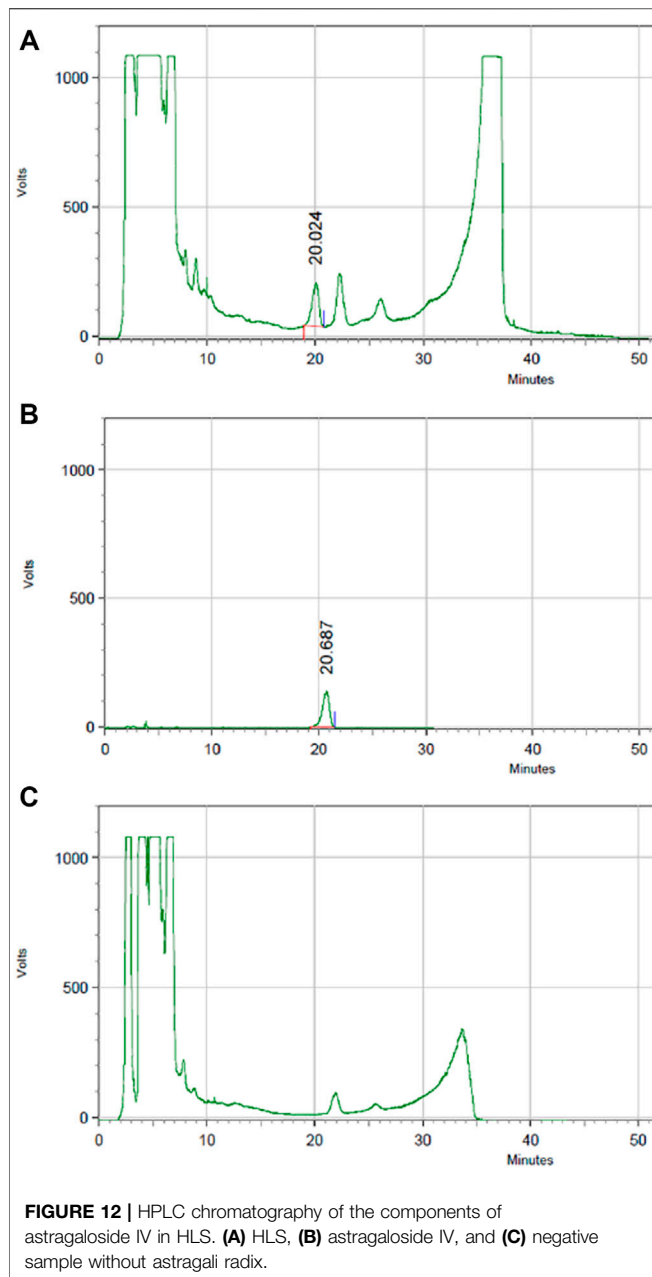 A
1000
500
0
Volts
20.024
0 10 20 30 40 50
Minutes
B
1000
500
0
Volts
20.687
0 10 20 30 40 50
Minutes
C
1000
500
0
Volts
0 10 20 30 40 50
Minutes
FIGURE 12 | HPLC chromatography of the components of
astragaloside IV in HLS. (A) HLS, (B) astragaloside IV, and (C) negative
sample without astragali radix.